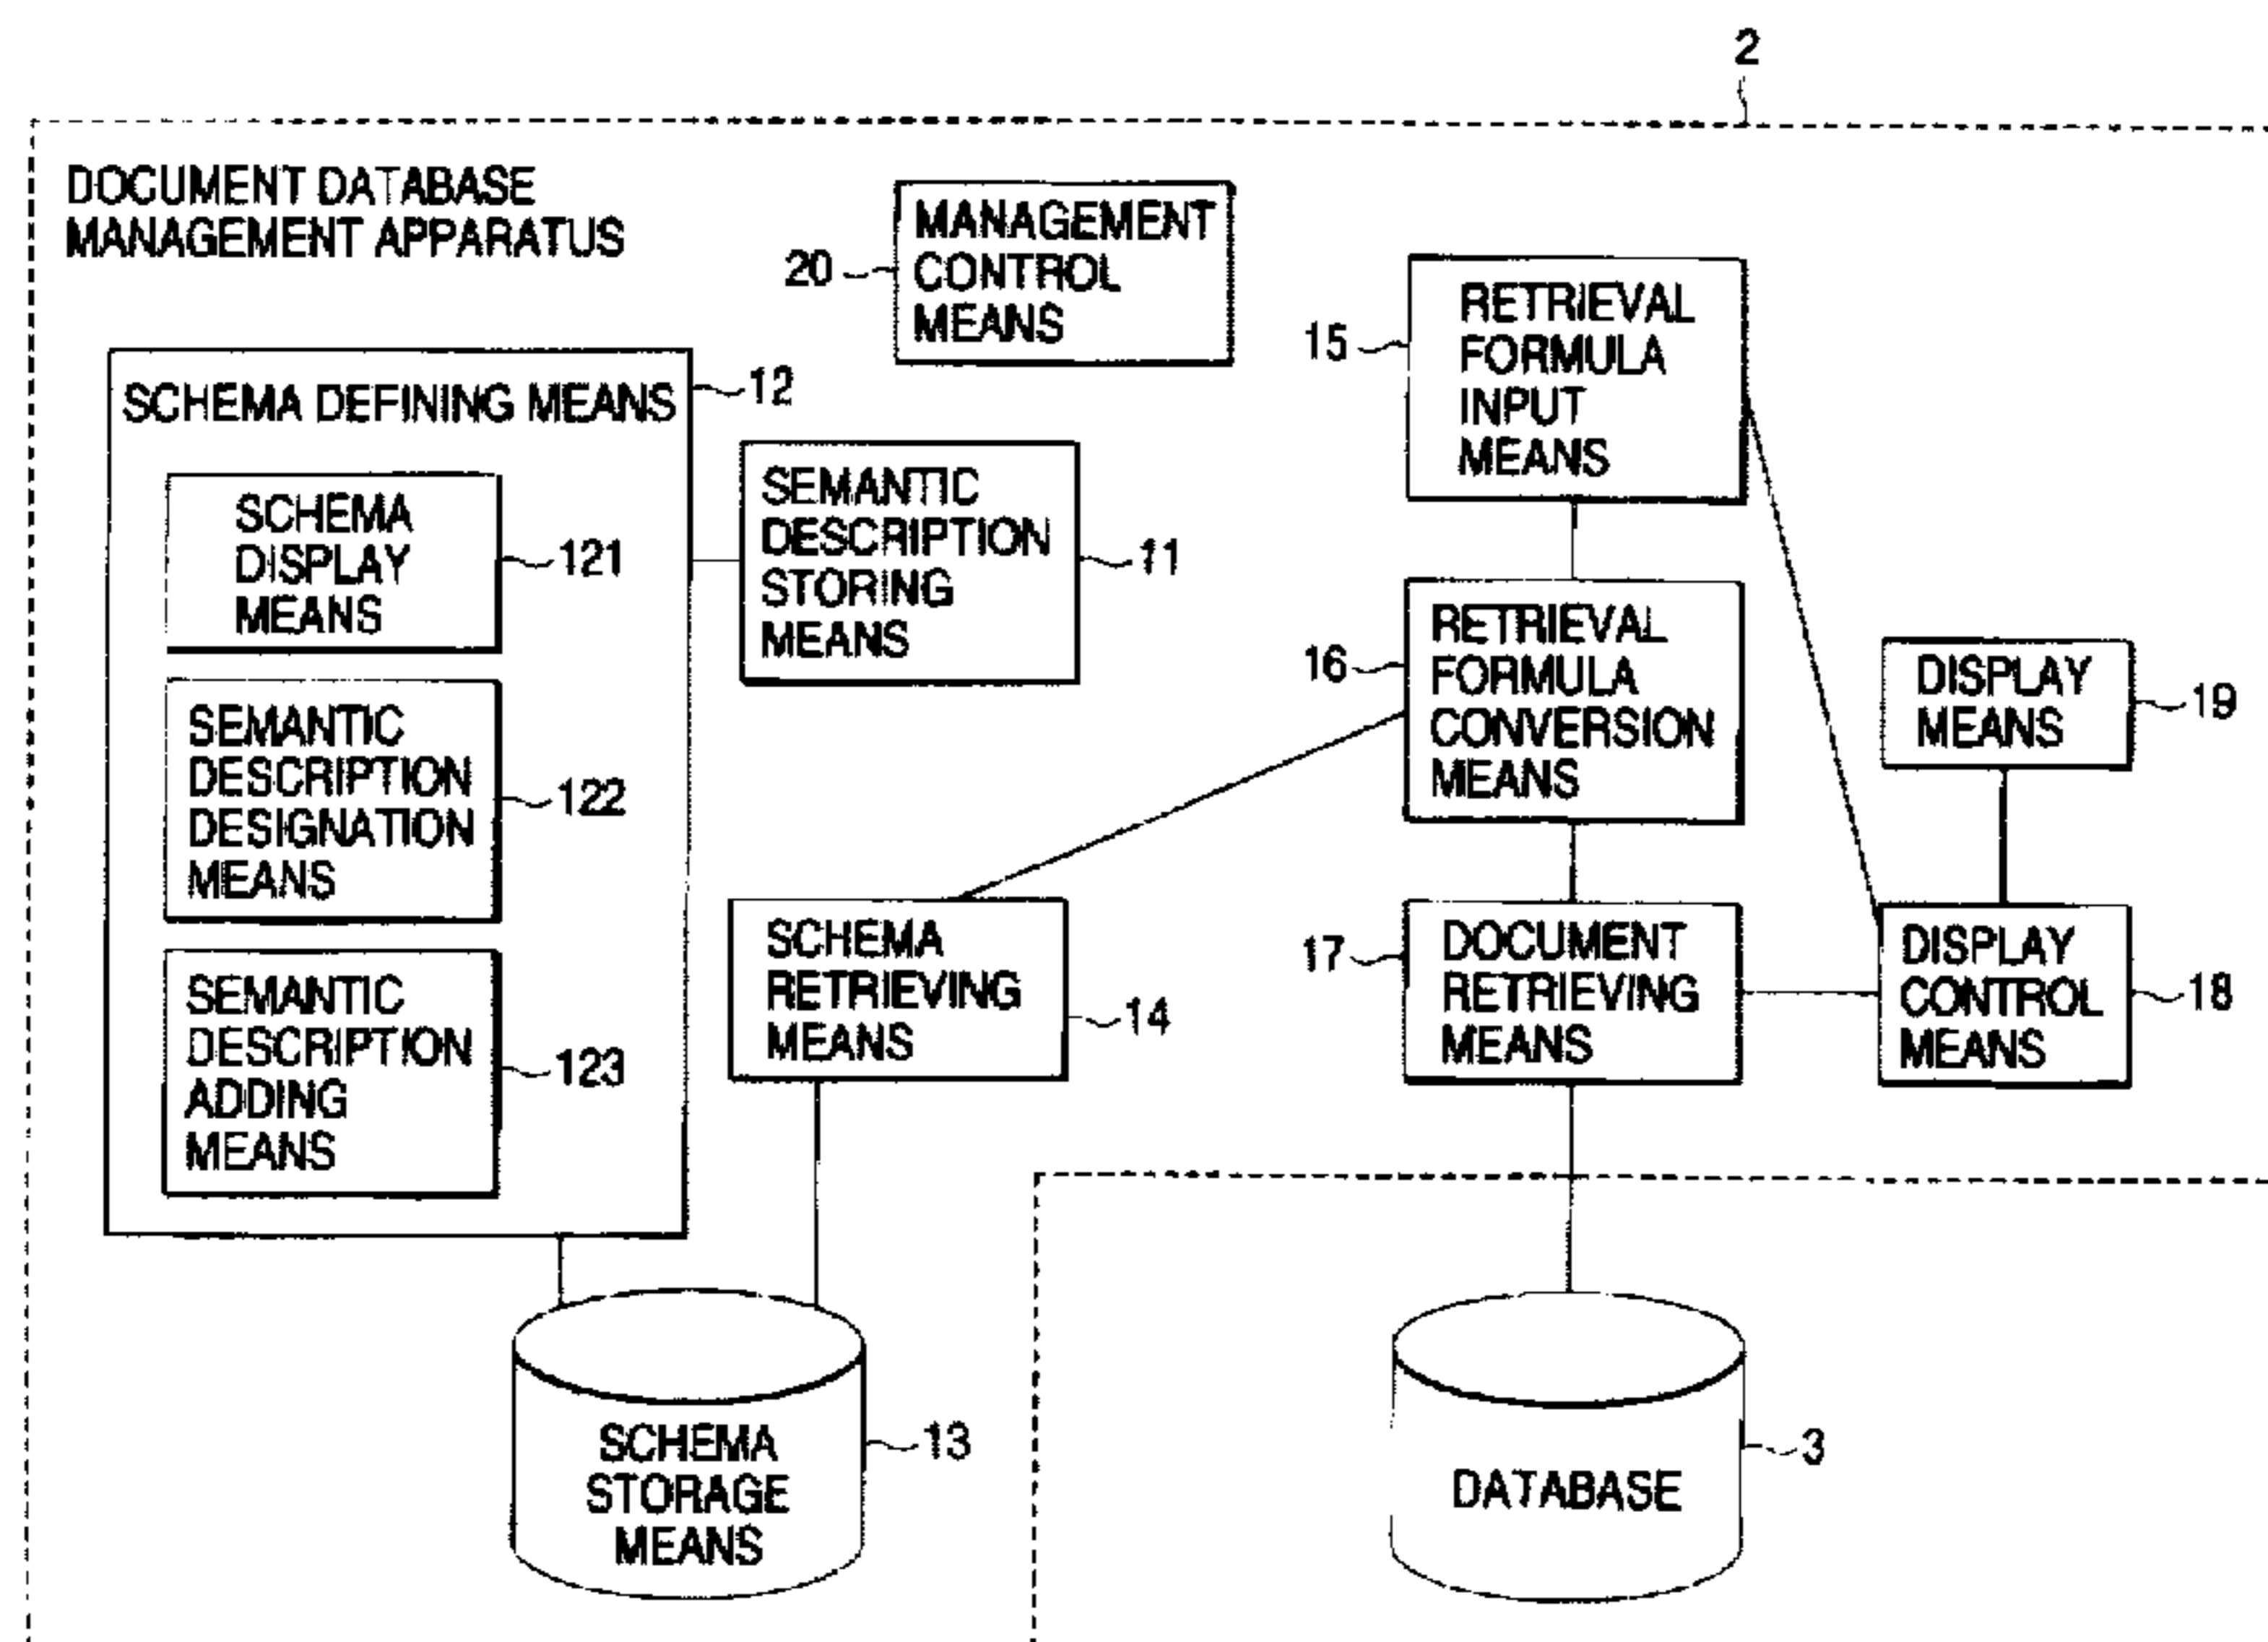 2
DOCUMENT DATABASE
MANAGEMENT APPARATUS
20
MANAGEMENT
CONTROL
MEANS
12
SCHEMA DEFINING MEANS
SCHEMA
DISPLAY
MEANS
121
SEMANTIC
DESCRIPTION
DESIGNATION
MEANS
122
SEMANTIC
DESCRIPTION
ADDING
MEANS
123
SEMANTIC
DESCRIPTION
STORING
MEANS
11
SCHEMA
RETRIEVING
MEANS
14
SCHEMA
STORAGE
MEANS
13
15
RETRIEVAL
FORMULA
INPUT
MEANS
16
RETRIEVAL
FORMULA
CONVERSION
MEANS
17
DOCUMENT
RETRIEVING
MEANS
DISPLAY
MEANS
19
DISPLAY
CONTROL
MEANS
18
DATABASE
3